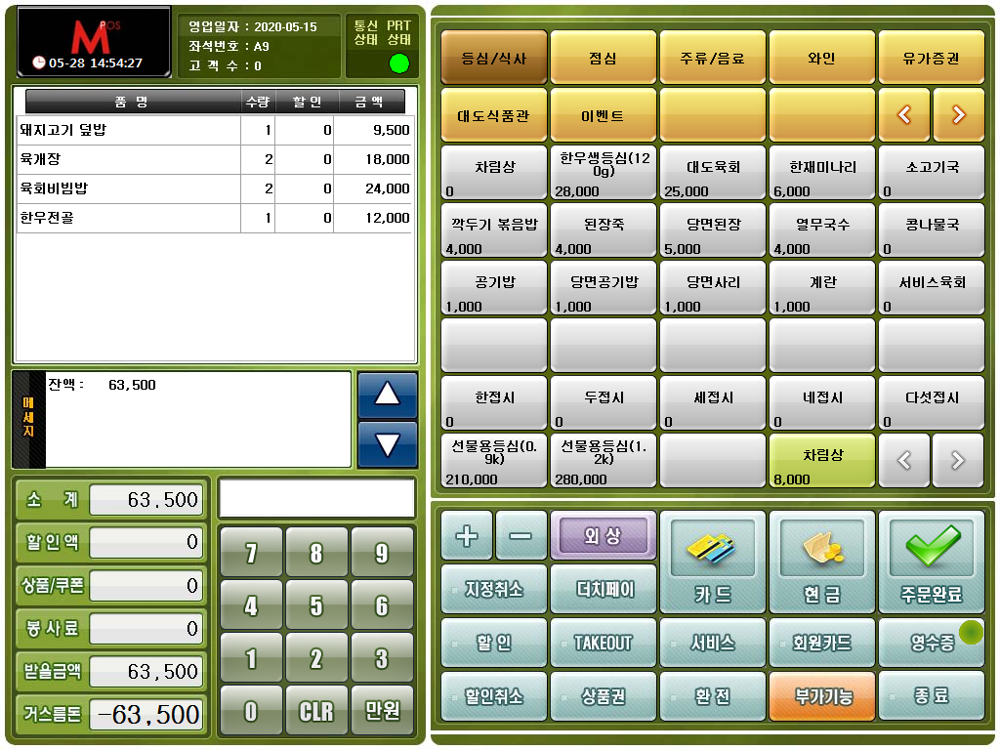 M POS
05-28 14:54:27
영업일자 : 2020-05-15
좌석번호 : A9
고 객 수 : 0
통신 PRT
상태 상태
품 명 수량 할 인 금 액
돼지고기 덮밥 1 0 9,500
육개장 2 0 18,000
육회비빔밥 2 0 24,000
한우전골 1 0 12,000
메세지
잔액 : 63,500
소 계 63,500
할인액 0
상품/쿠폰 0
봉사료 0
받을금액 63,500
거스름돈 -63,500
7 8 9
4 5 6
1 2 3
0 CLR 만원
등심/식사 점심 주류/음료 와인 유가증권
대도식품관 이벤트
차림상 한우생등심(12
0g) 대도육회 한재미나리 소고기국
0 28,000 25,000 6,000 0
깍두기 볶음밥 된장죽 당면된장 열무국수 콩나물국
4,000 4,000 5,000 4,000 0
공기밥 당면공기밥 당면사리 계란 서비스육회
1,000 1,000 1,000 1,000 0
한접시 두접시 세접시 네접시 다섯접시
0 0 0 0 0
선물용등심(0.
9k) 선물용등심(1.
2k) 차림상
210,000 280,000 8,000
+ − 외상 카드 현금 주문완료
지정취소 더치페이
할인 TAKEOUT 서비스 회원카드 영수증
할인취소 상품권 환전 부가기능 종료